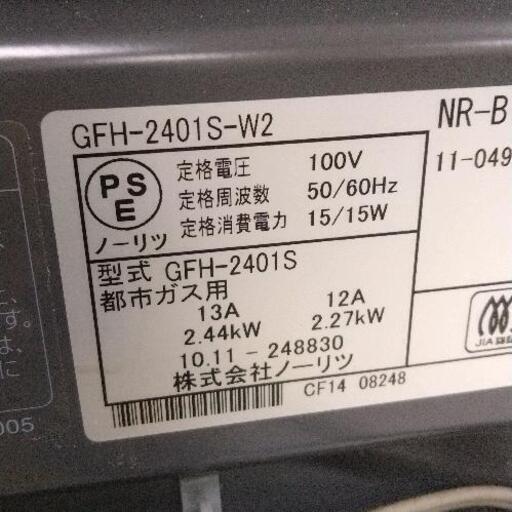 GFH-2401S-W2
NR-B
11-049
PS
E
ノーリツ
定格電圧 100V
定格周波数 50/60Hz
定格消費電力 15/15W
型式 GFH-2401S
都市ガス用
13A 12A
2.44kW 2.27kW
10.11-248830
株式会社ノーリツ
CF14 08248
JIA
す。
は、
に
005